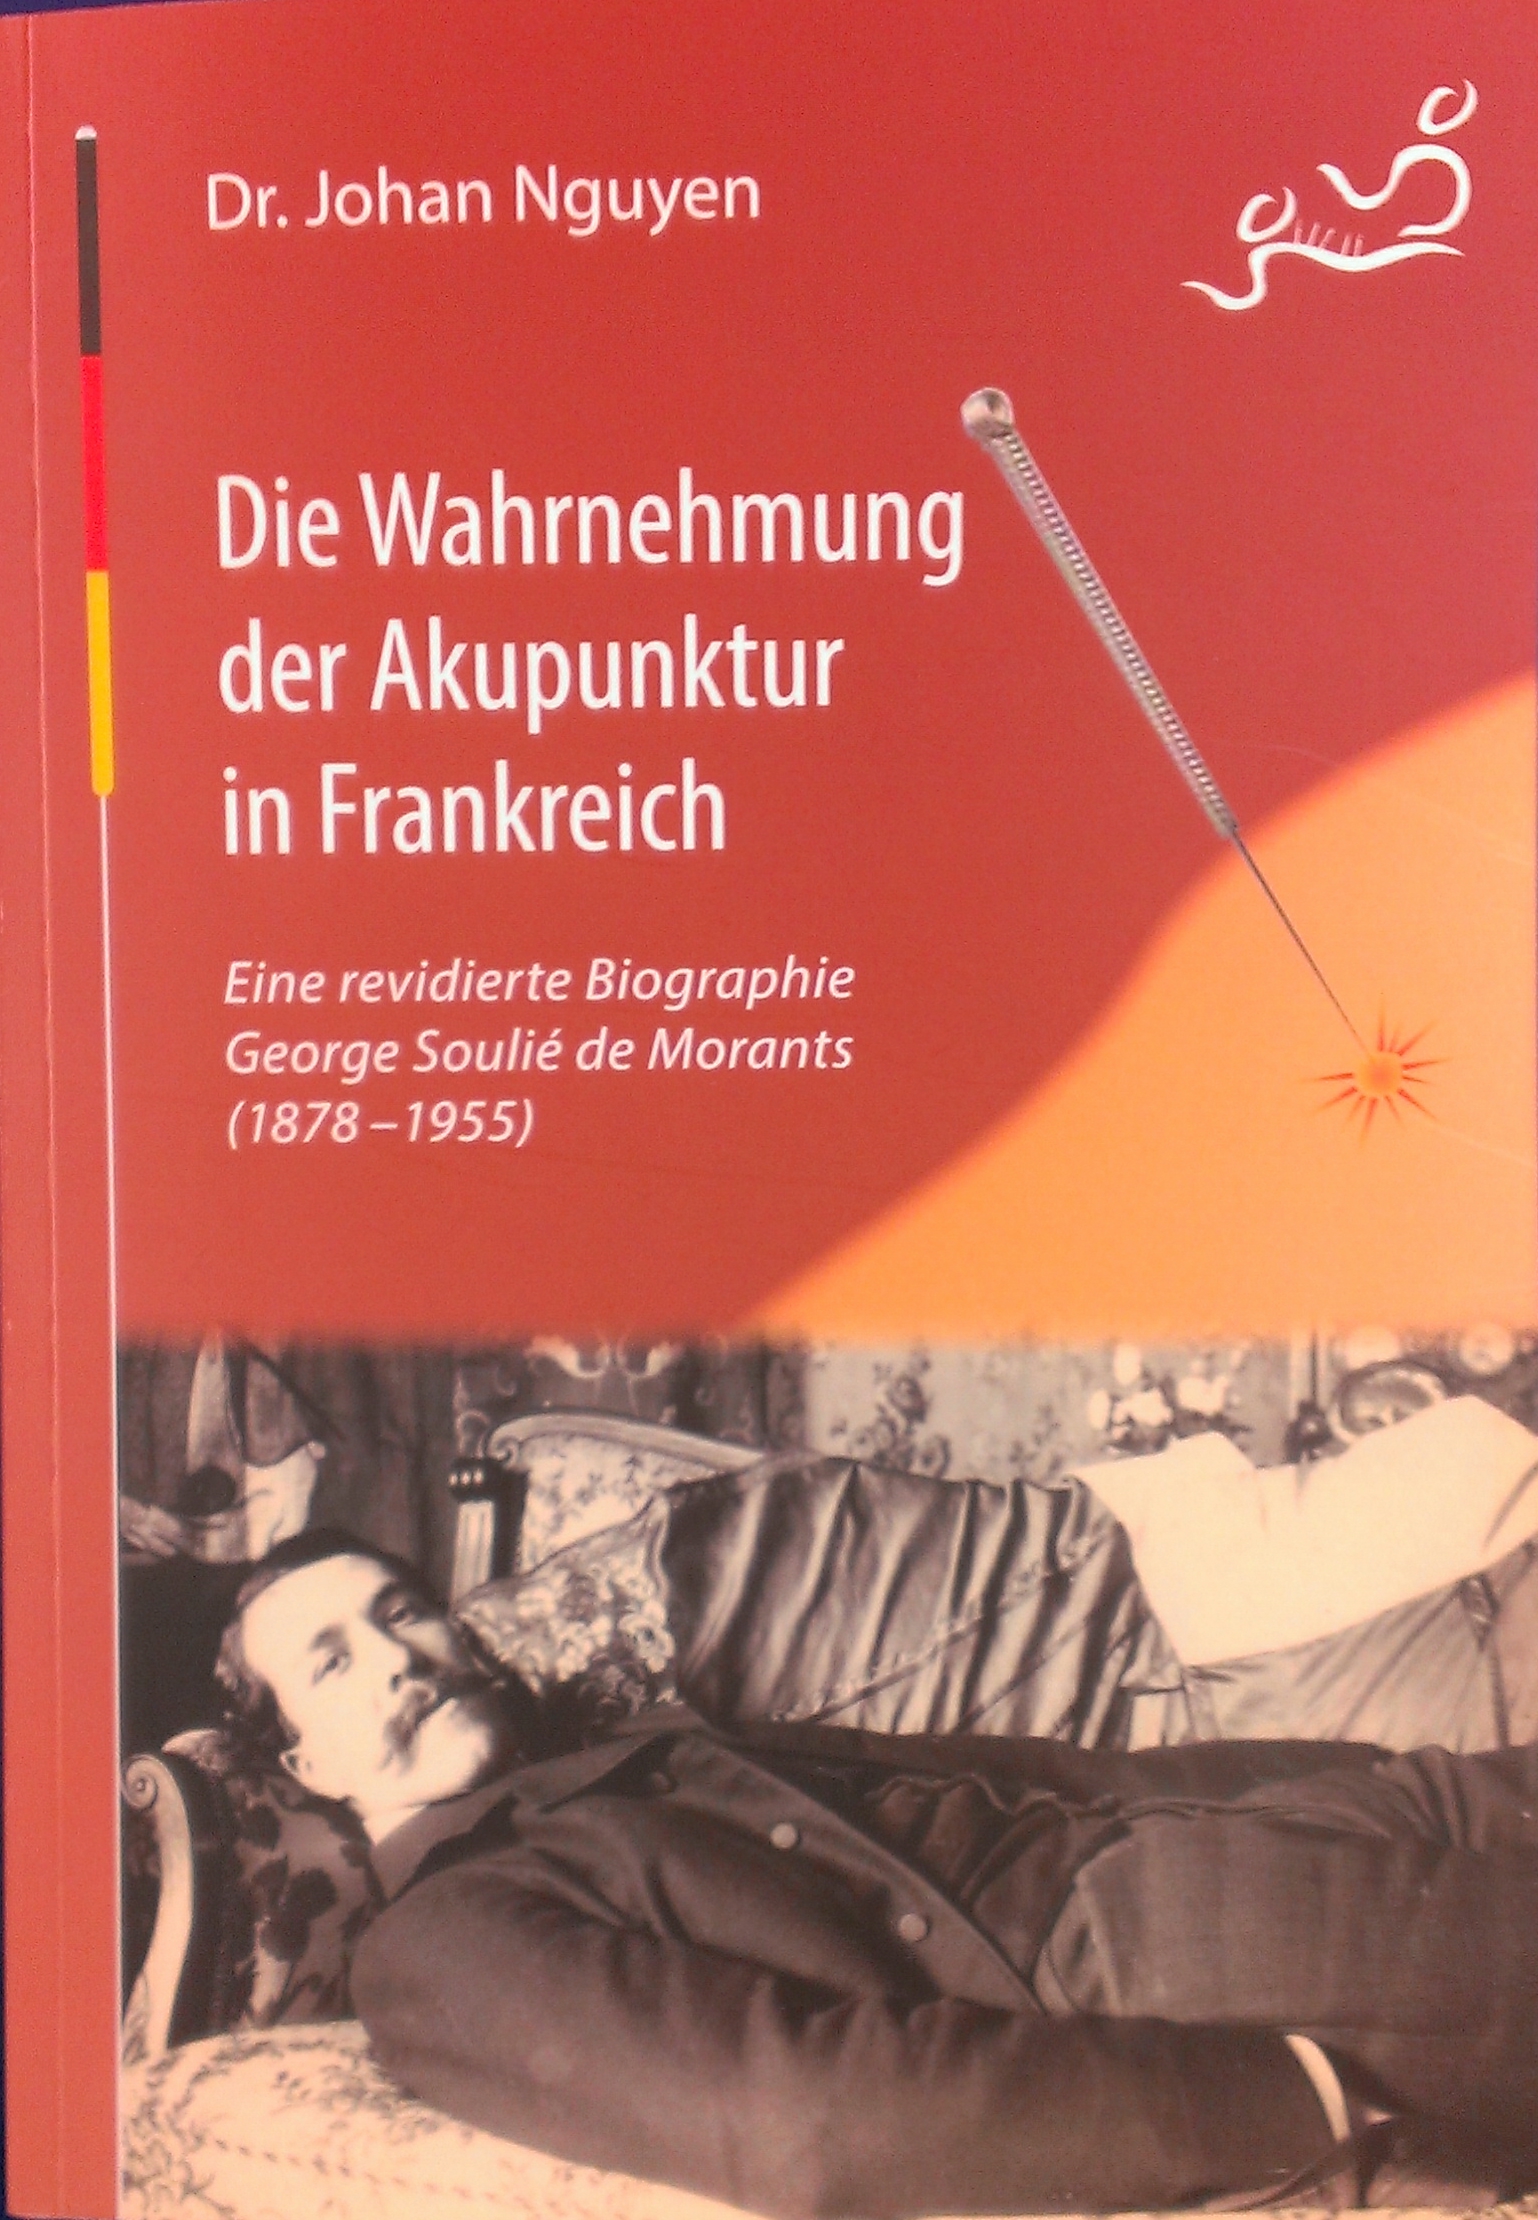 Dr. Johan Nguyen
Die Wahrnehmung
der Akupunktur
in Frankreich
Eine revidierte Biographie
George Soulié de Morants
(1878–1955)